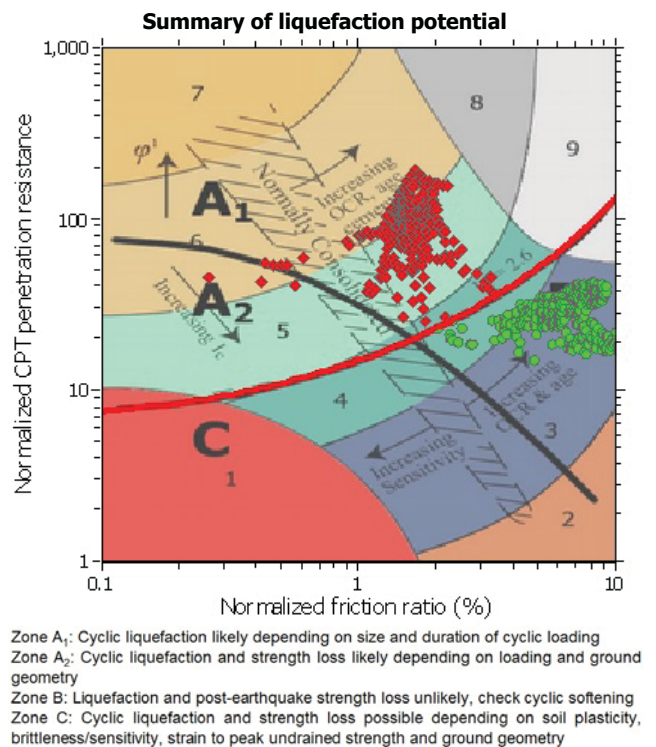 Summary of liquefaction potential
1,000
100
10
1
Normalized CPT penetration resistance
7
8
9
φ'
A1
6
A2
5
4
C
1
3
2
Increasing
OCR, age
Normally Consolidated
Increasing Ic
2.6
Increasing
OCR & age
Increasing
Sensitivity
0.1
1
10
Normalized friction ratio (%)
Zone A1: Cyclic liquefaction likely depending on size and duration of cyclic loading
Zone A2: Cyclic liquefaction and strength loss likely depending on loading and ground
geometry
Zone B: Liquefaction and post-earthquake strength loss unlikely, check cyclic softening
Zone C: Cyclic liquefaction and strength loss possible depending on soil plasticity,
brittleness/sensitivity, strain to peak undrained strength and ground geometry